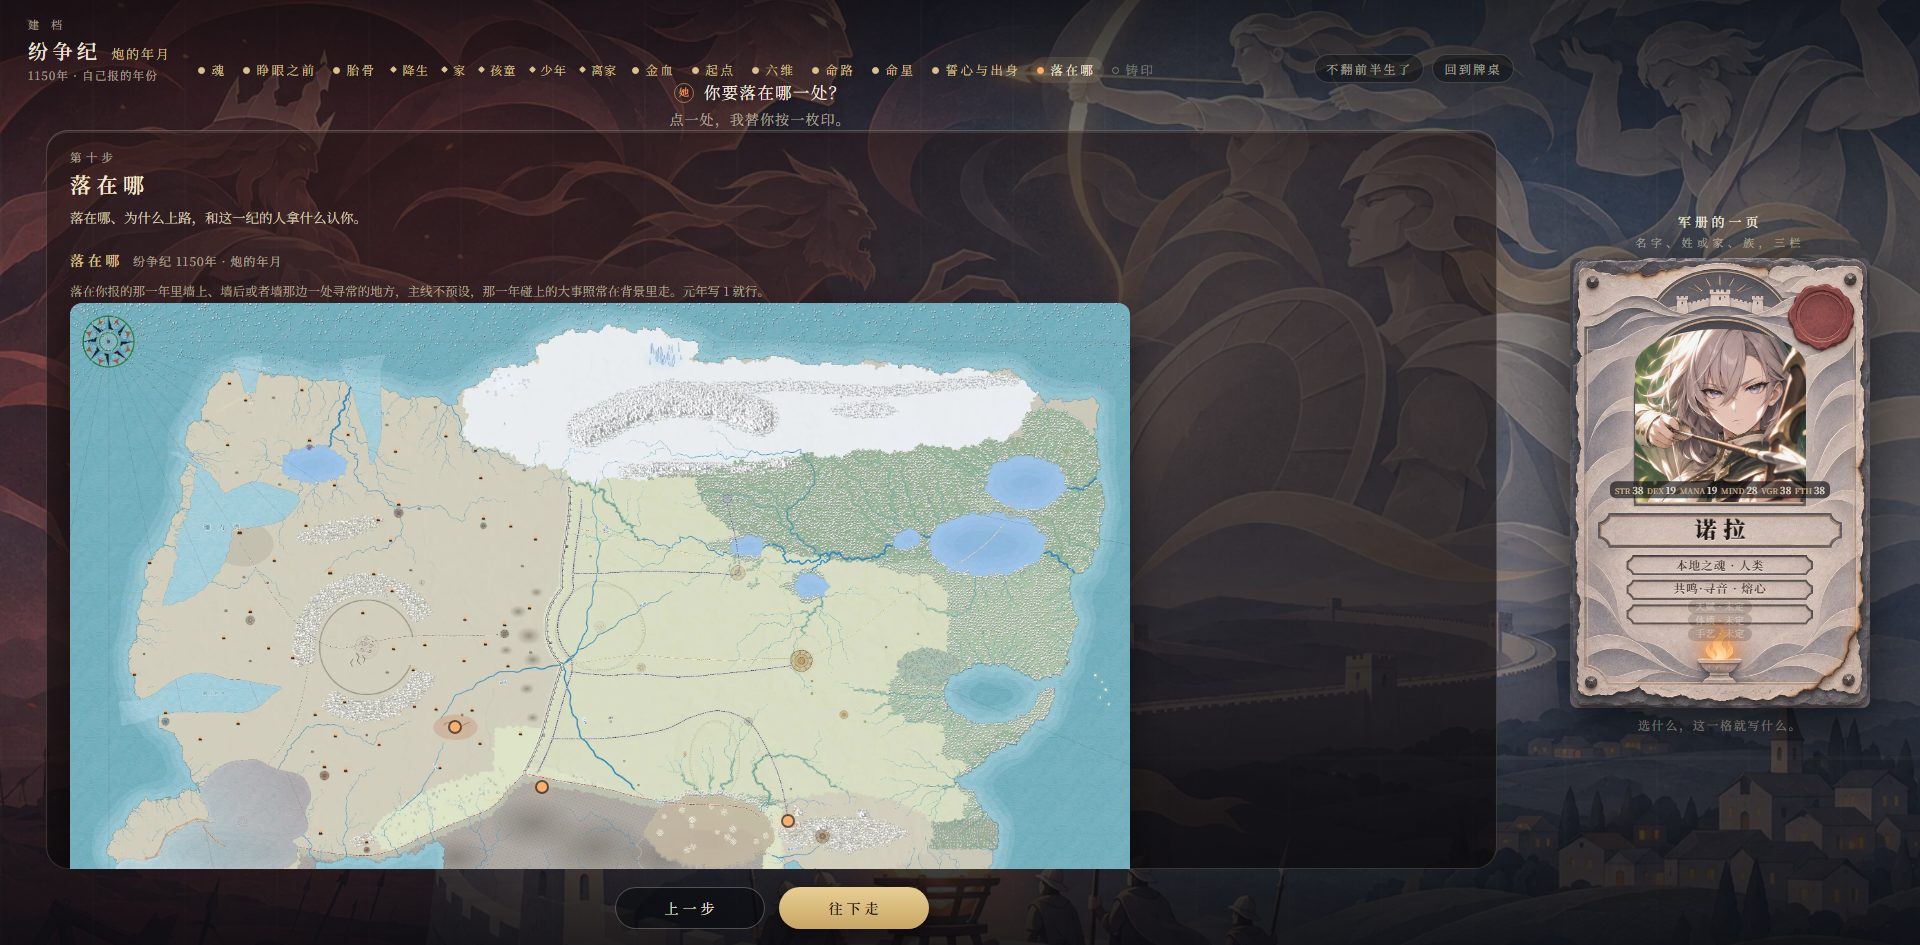 建档
纷争纪 炮的年月
1150年 · 自己报的年份
魂 睁眼之前 胎骨 降生 家 孩童 少年 离家 金血 起点 六维 命路 命星 誓心与出身 落在哪 铸印
不翻前半生了 回到牌桌
她 你要落在哪一处？
点一处，我替你按一枚印。
第十步
落在哪
落在哪、为什么上路，和这一纪的人拿什么认你。
落在哪 纷争纪 1150年 · 炮的年月
落在你报的那一年里墙上、墙后或者墙那边一处寻常的地方，主线不预设，那一年碰上的大事照常在背景里走。元年写 1 就行。
上一步 往下走
军册的一页
名字、姓或家、族，三栏
STR 38 DEX 19 MANA 19 MIND 28 VGR 38 FTH 38
诺拉
本地之魂 · 人类
共鸣·寻音 · 熔心
体质 · 未定
手艺 · 未定
选什么，这一格就写什么。